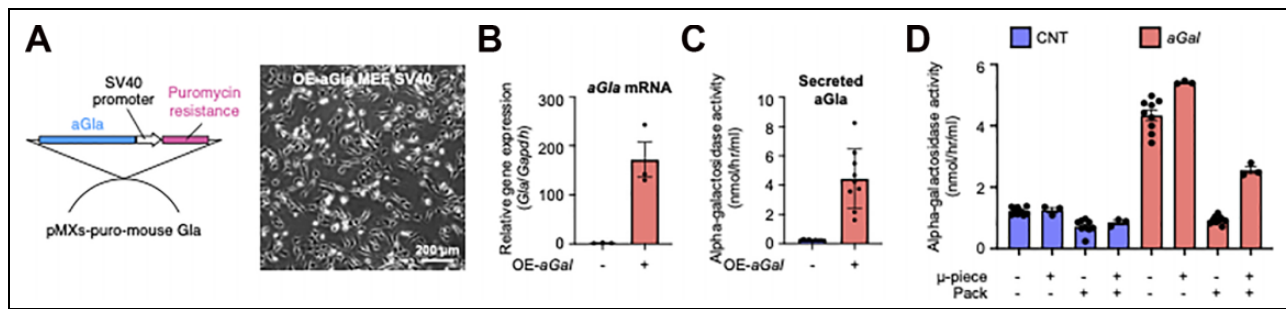 A
SV40
promoter
Puromycin
resistance
aGla
pMXs-puro-mouse Gla
OE-aGla MEF SV40
200 µm
B
aGla mRNA
Relative gene expression
(Gla/Gapdh)
300
200
100
0
OE-aGal - +
C
Secreted
aGla
Alpha-galactosidase activity
(nmol/hr/ml)
10
8
6
4
2
0
OE-aGal - +
D
CNT
aGal
Alpha-galactosidase activity
(nmol/hr/ml)
6
4
2
0
µ-piece - + - + - + - +
Pack - - + + - - + +